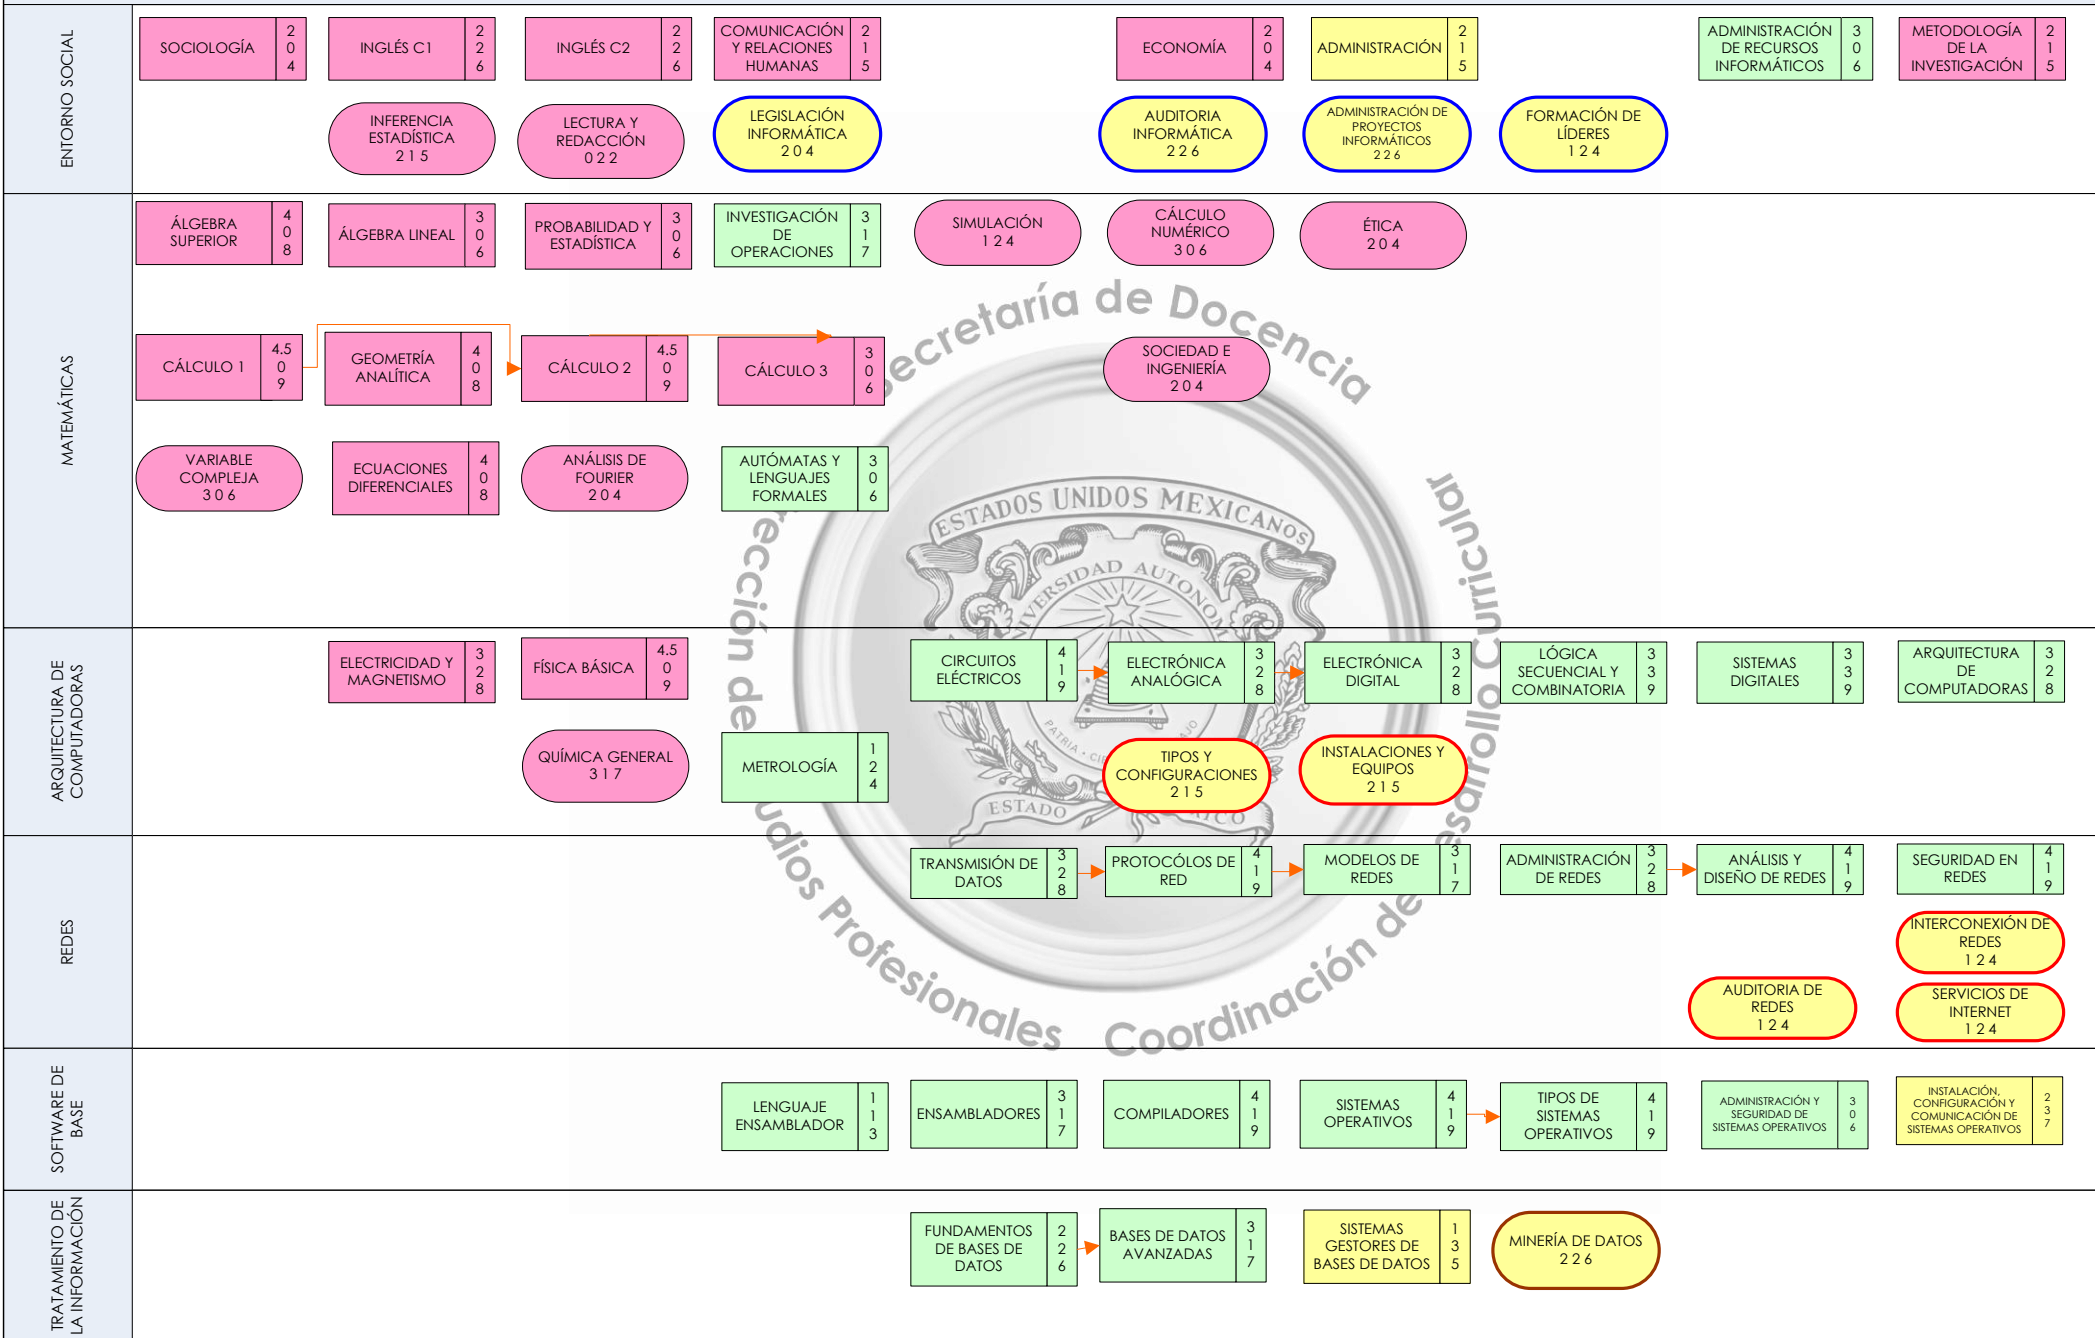 ENTORNO SOCIAL
SOCIOLOGÍA
2
0
4
INGLÉS C1
2
2
6
INGLÉS C2
2
2
6
COMUNICACIÓN
Y RELACIONES
HUMANAS
2
1
5
ECONOMÍA
2
0
4
ADMINISTRACIÓN
2
1
5
ADMINISTRACIÓN
DE RECURSOS
INFORMÁTICOS
3
0
6
METODOLOGÍA
DE LA
INVESTIGACIÓN
2
1
5
INFERENCIA
ESTADÍSTICA
2 1 5
LECTURA Y
REDACCIÓN
0 2 2
LEGISLACIÓN
INFORMÁTICA
2 0 4
AUDITORIA
INFORMÁTICA
2 2 6
ADMINISTRACIÓN DE
PROYECTOS
INFORMÁTICOS
2 2 6
FORMACIÓN DE
LÍDERES
1 2 4
MATEMÁTICAS
ÁLGEBRA
SUPERIOR
4
0
8
ÁLGEBRA LINEAL
3
0
6
PROBABILIDAD Y
ESTADÍSTICA
3
0
6
INVESTIGACIÓN
DE
OPERACIONES
3
1
7
SIMULACIÓN
1 2 4
CÁLCULO
NUMÉRICO
3 0 6
ÉTICA
2 0 4
CÁLCULO 1
4.5
0
9
GEOMETRÍA
ANALÍTICA
4
0
8
CÁLCULO 2
4.5
0
9
CÁLCULO 3
3
0
6
SOCIEDAD E
INGENIERÍA
2 0 4
VARIABLE
COMPLEJA
3 0 6
ECUACIONES
DIFERENCIALES
4
0
8
ANÁLISIS DE
FOURIER
2 0 4
AUTÓMATAS Y
LENGUAJES
FORMALES
3
0
6
ecretaría de Docencia
ESTADOS UNIDOS MEXICANOS
VERSIDAD AUTONOM
PATRIA
ESTADO
rección de
udios Profesionales
Coordinación de
sarrollo Curricular
ARQUITECTURA DE
COMPUTADORAS
ELECTRICIDAD Y
MAGNETISMO
3
2
8
FÍSICA BÁSICA
4.5
0
9
CIRCUITOS
ELÉCTRICOS
4
1
9
ELECTRÓNICA
ANALÓGICA
3
2
8
ELECTRÓNICA
DIGITAL
3
2
8
LÓGICA
SECUENCIAL Y
COMBINATORIA
3
3
9
SISTEMAS
DIGITALES
3
3
9
ARQUITECTURA
DE
COMPUTADORAS
3
2
8
QUÍMICA GENERAL
3 1 7
METROLOGÍA
1
2
4
TIPOS Y
CONFIGURACIONES
2 1 5
INSTALACIONES Y
EQUIPOS
2 1 5
REDES
TRANSMISIÓN DE
DATOS
3
2
8
PROTOCÓLOS DE
RED
4
1
9
MODELOS DE
REDES
3
1
7
ADMINISTRACIÓN
DE REDES
3
2
8
ANÁLISIS Y
DISEÑO DE REDES
4
1
9
SEGURIDAD EN
REDES
4
1
9
INTERCONEXIÓN DE
REDES
1 2 4
AUDITORIA DE
REDES
1 2 4
SERVICIOS DE
INTERNET
1 2 4
SOFTWARE DE
BASE
LENGUAJE
ENSAMBLADOR
1
1
3
ENSAMBLADORES
3
1
7
COMPILADORES
4
1
9
SISTEMAS
OPERATIVOS
4
1
9
TIPOS DE
SISTEMAS
OPERATIVOS
4
1
9
ADMINISTRACIÓN Y
SEGURIDAD DE
SISTEMAS OPERATIVOS
3
0
6
INSTALACIÓN,
CONFIGURACIÓN Y
COMUNICACIÓN DE
SISTEMAS OPERATIVOS
2
3
7
TRATAMIENTO DE
LA INFORMACIÓN
FUNDAMENTOS
DE BASES DE
DATOS
2
2
6
BASES DE DATOS
AVANZADAS
3
1
7
SISTEMAS
GESTORES DE
BASES DE DATOS
1
3
5
MINERÍA DE DATOS
2 2 6